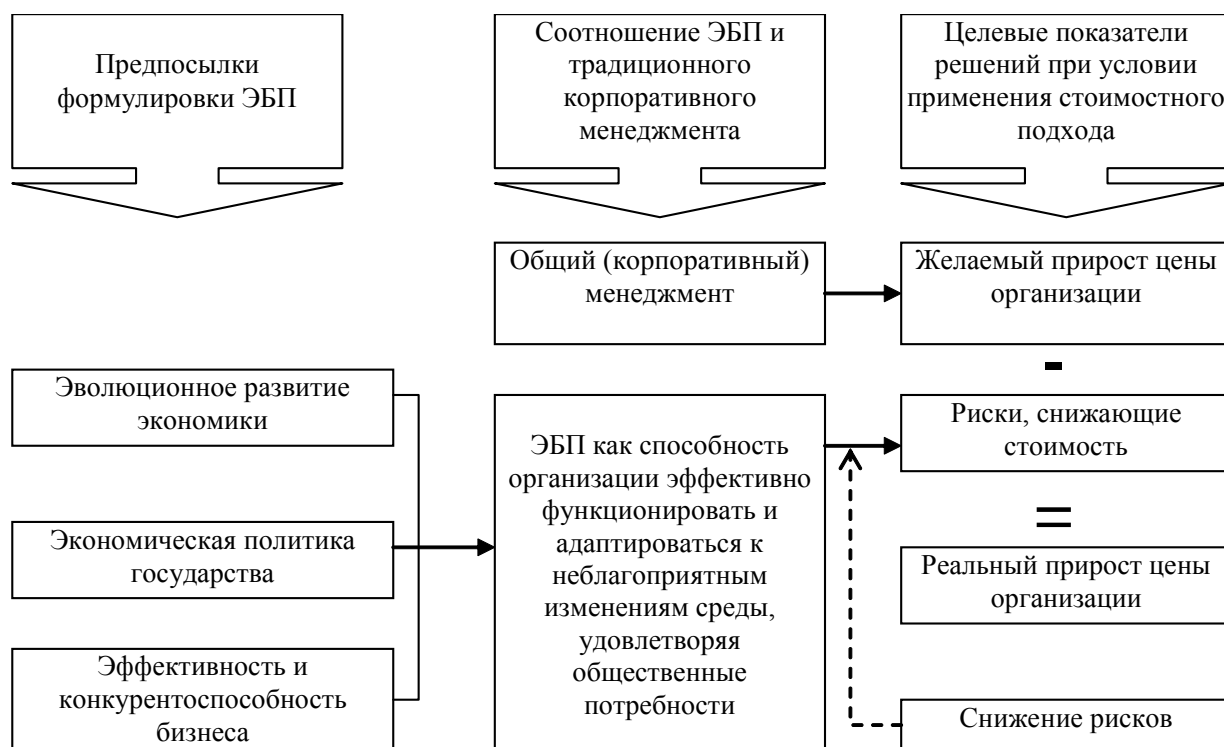 Предпосылки
формулировки ЭБП
Соотношение ЭБП и
традиционного
корпоративного
менеджмента
Целевые показатели
решений при условии
применения стоимостного
подхода
Общий (корпоративный)
менеджмент
Желаемый прирост цены
организации
-
Эволюционное развитие
экономики
Экономическая политика
государства
Эффективность и
конкурентоспособность
бизнеса
ЭБП как способность
организации эффективно
функционировать и
адаптироваться к
неблагоприятным
изменениям среды,
удовлетворяя
общественные
потребности
Риски, снижающие
стоимость
=
Реальный прирост цены
организации
Снижение рисков